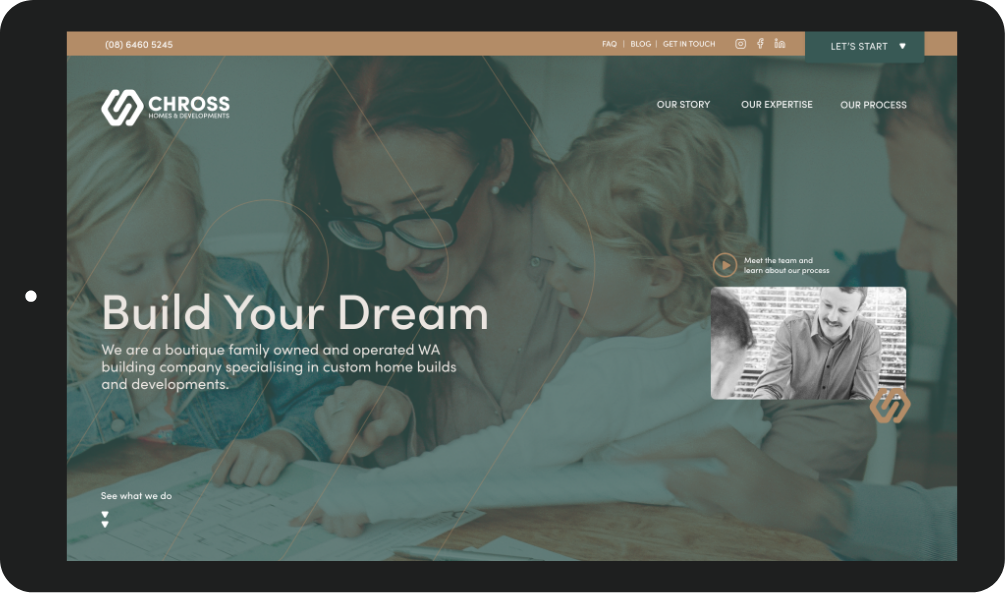 (08) 6460 5245
FAQ | BLOG | GET IN TOUCH
LET'S START
CHROSS
HOMES & DEVELOPMENTS
OUR STORY
OUR EXPERTISE
OUR PROCESS
Meet the team and
learn about our process
Build Your Dream
We are a boutique family owned and operated WA
building company specialising in custom home builds
and developments.
See what we do